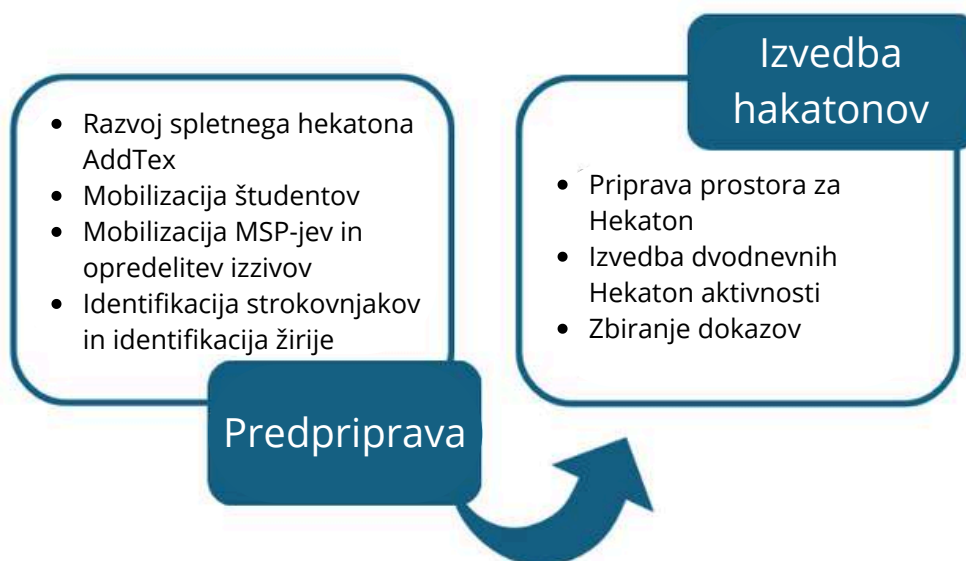 • Razvoj spletnega hekatona
AddTex
• Mobilizacija študentov
• Mobilizacija MSP-jev in
opredelitev izzivov
• Identifikacija strokovnjakov
in identifikacija žirije
Predpriprava
Izvedba
hakatonov
• Priprava prostora za
Hekaton
• Izvedba dvodnevnih
Hekaton aktivnosti
• Zbiranje dokazov